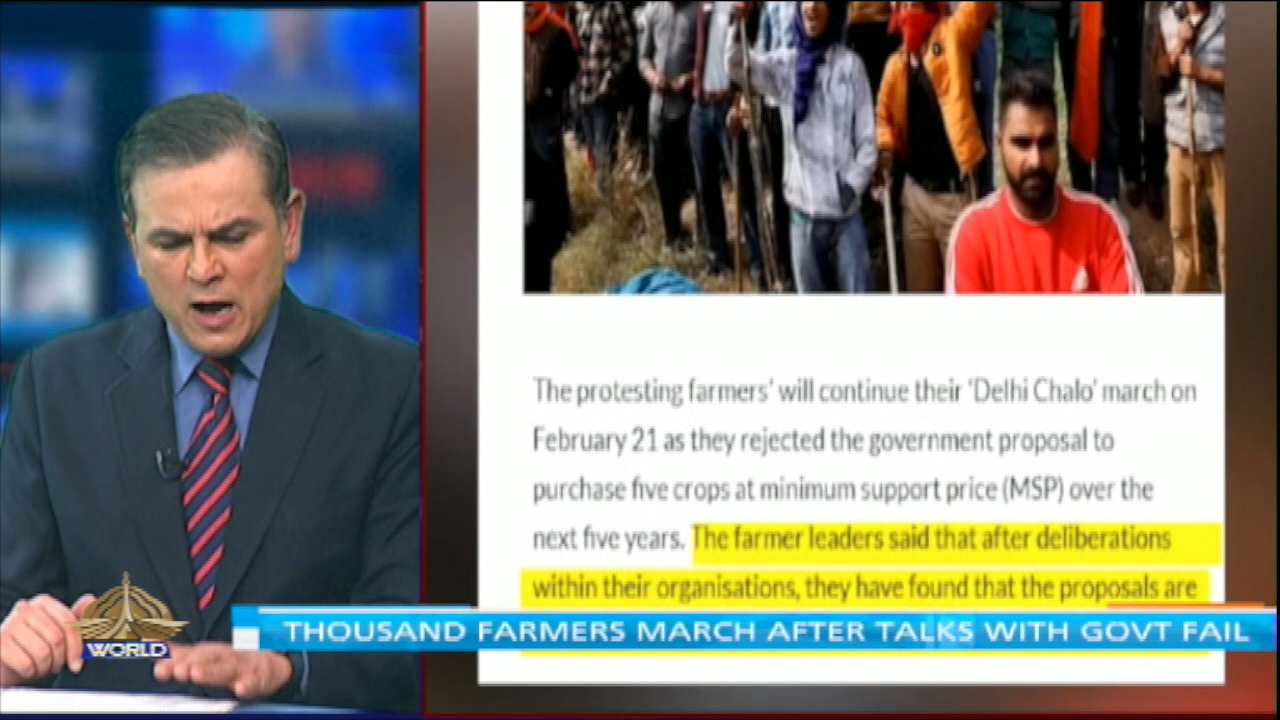 The protesting farmers' will continue their 'Delhi Chalo' march on
February 21 as they rejected the government proposal to
purchase five crops at minimum support price (MSP) over the
next five years. The farmer leaders said that after deliberations
within their organisations, they have found that the proposals are
THOUSAND FARMERS MARCH AFTER TALKS WITH GOVT FAIL
WORLD